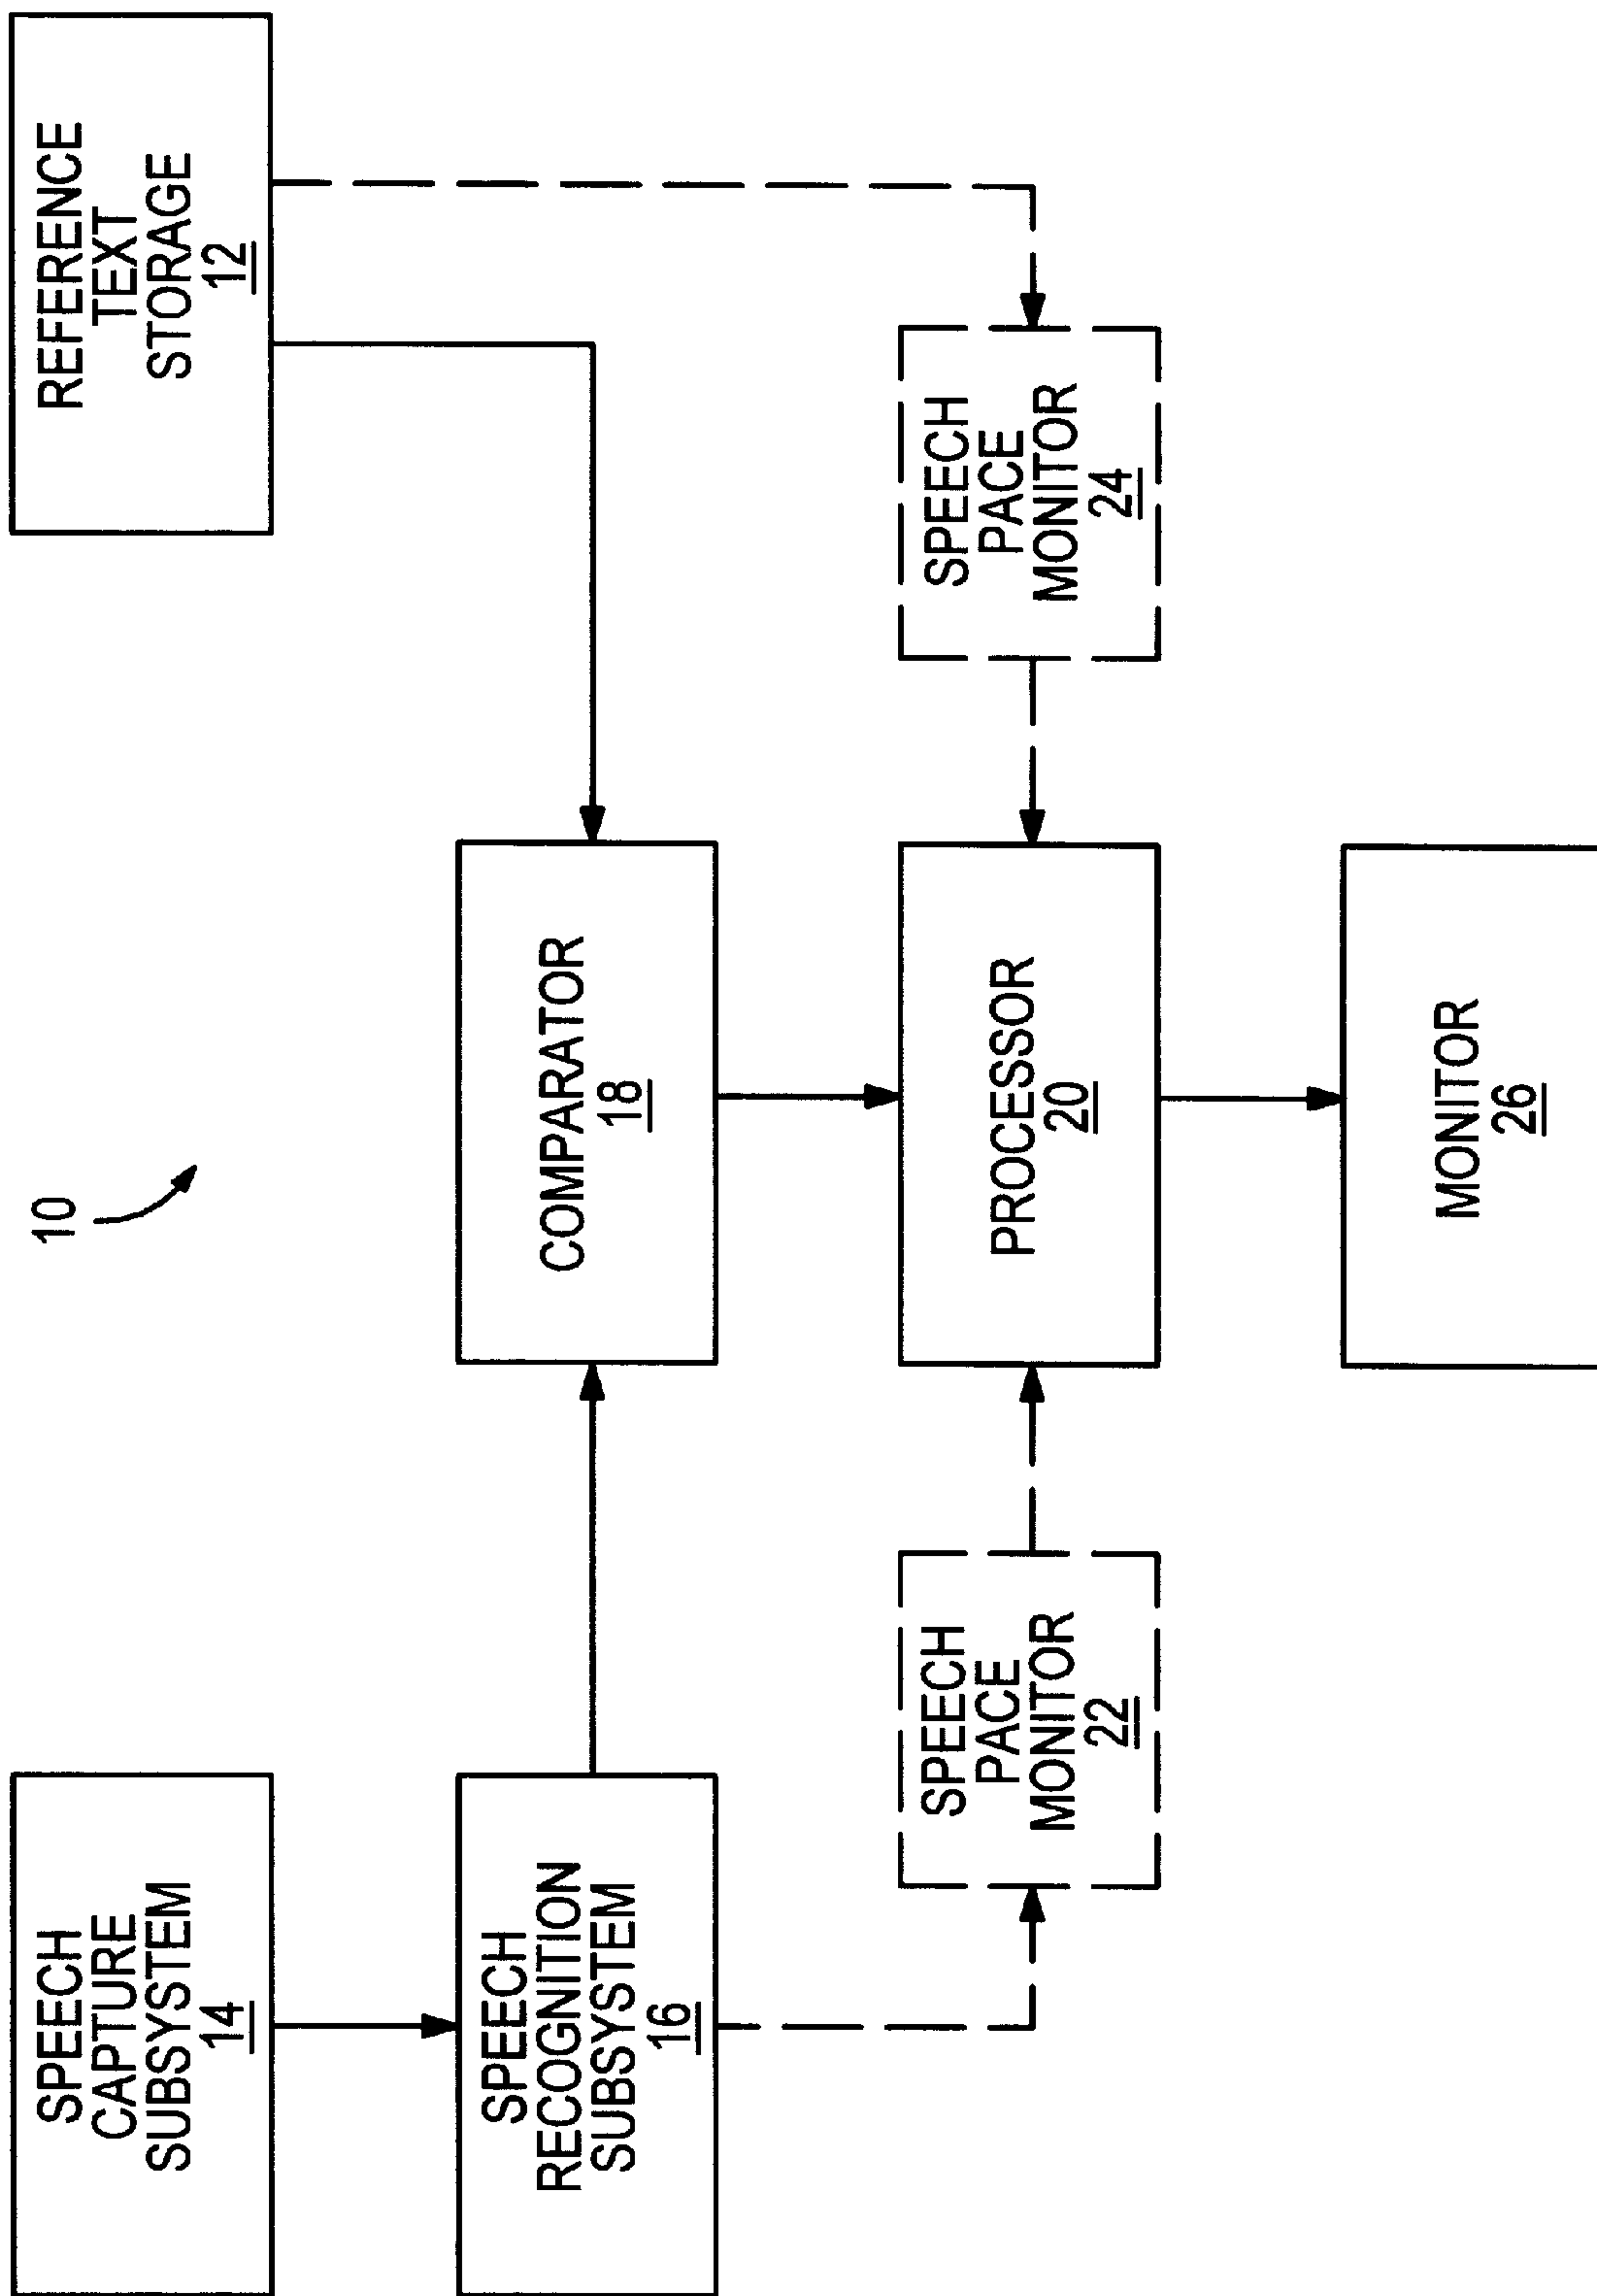 10
SPEECH
CAPTURE
SUBSYSTEM
14
REFERENCE
TEXT
STORAGE
12
SPEECH
RECOGNITION
SUBSYSTEM
16
COMPARATOR
18
SPEECH
PACE
MONITOR
22
PROCESSOR
20
SPEECH
PACE
MONITOR
24
MONITOR
26